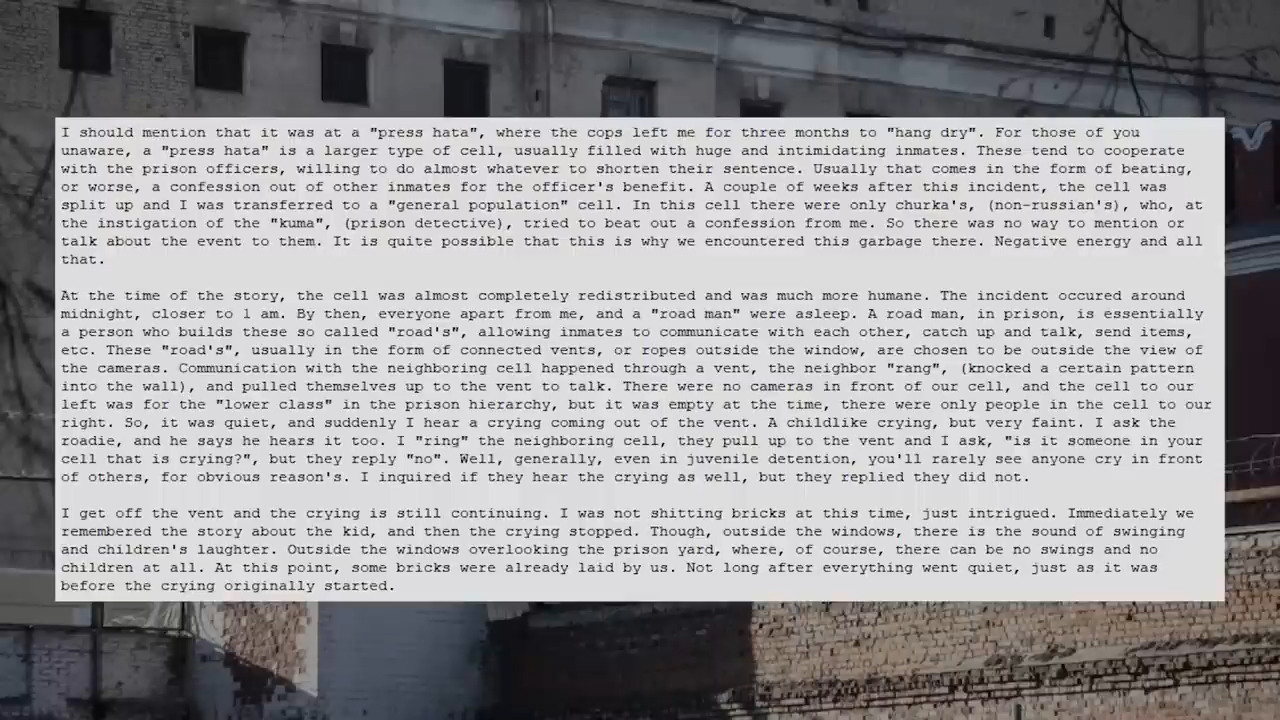 I should mention that it was at a "press hata", where the cops left me for three months to "hang dry". For those of you
unaware, a "press hata" is a larger type of cell, usually filled with huge and intimidating inmates. These tend to cooperate
with the prison officers, willing to do almost whatever to shorten their sentence. Usually that comes in the form of beating,
or worse, a confession out of other inmates for the officer's benefit. A couple of weeks after this incident, the cell was
split up and I was transferred to a "general population" cell. In this cell there were only churka's, (non-russian's), who, at
the instigation of the "kuma", (prison detective), tried to beat out a confession from me. So there was no way to mention or
talk about the event to them. It is quite possible that this is why we encountered this garbage there. Negative energy and all
that.

At the time of the story, the cell was almost completely redistributed and was much more humane. The incident occured around
midnight, closer to 1 am. By then, everyone apart from me, and a "road man" were asleep. A road man, in prison, is essentially
a person who builds these so called "road's", allowing inmates to communicate with each other, catch up and talk, send items,
etc. These "road's", usually in the form of connected vents, or ropes outside the window, are chosen to be outside the view of
the cameras. Communication with the neighboring cell happened through a vent, the neighbor "rang", (knocked a certain pattern
into the wall), and pulled themselves up to the vent to talk. There were no cameras in front of our cell, and the cell to our
left was for the "lower class" in the prison hierarchy, but it was empty at the time, there were only people in the cell to our
right. So, it was quiet, and suddenly I hear a crying coming out of the vent. A childlike crying, but very faint. I ask the
roadie, and he says he hears it too. I "ring" the neighboring cell, they pull up to the vent and I ask, "is it someone in your
cell that is crying?", but they reply "no". Well, generally, even in juvenile detention, you'll rarely see anyone cry in front
of others, for obvious reason's. I inquired if they hear the crying as well, but they replied they did not.

I get off the vent and the crying is still continuing. I was not shitting bricks at this time, just intrigued. Immediately we
remembered the story about the kid, and then the crying stopped. Though, outside the windows, there is the sound of swinging
and children's laughter. Outside the windows overlooking the prison yard, where, of course, there can be no swings and no
children at all. At this point, some bricks were already laid by us. Not long after everything went quiet, just as it was
before the crying originally started.